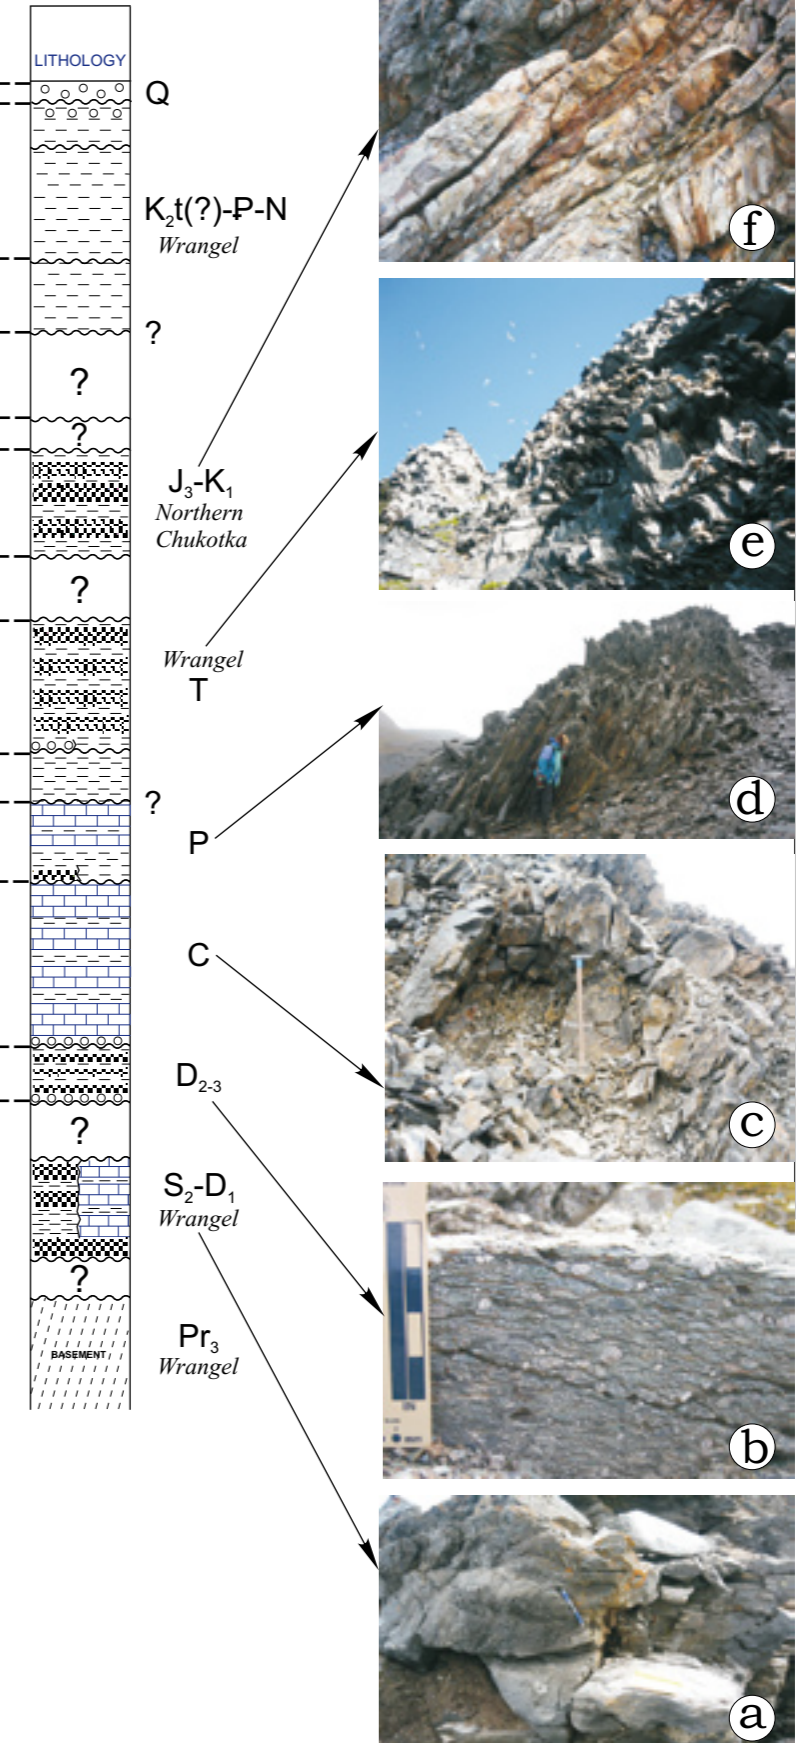 LITHOLOGY
Q
K₂t(?)-P-N
Wrangel
?
?
?
J₃-K₁
Northern
Chukotka
?
Wrangel
T
?
P
C
D₂₋₃
?
S₂-D₁
Wrangel
?
Pr₃
BASEMENT
Wrangel
f
e
d
c
b
a